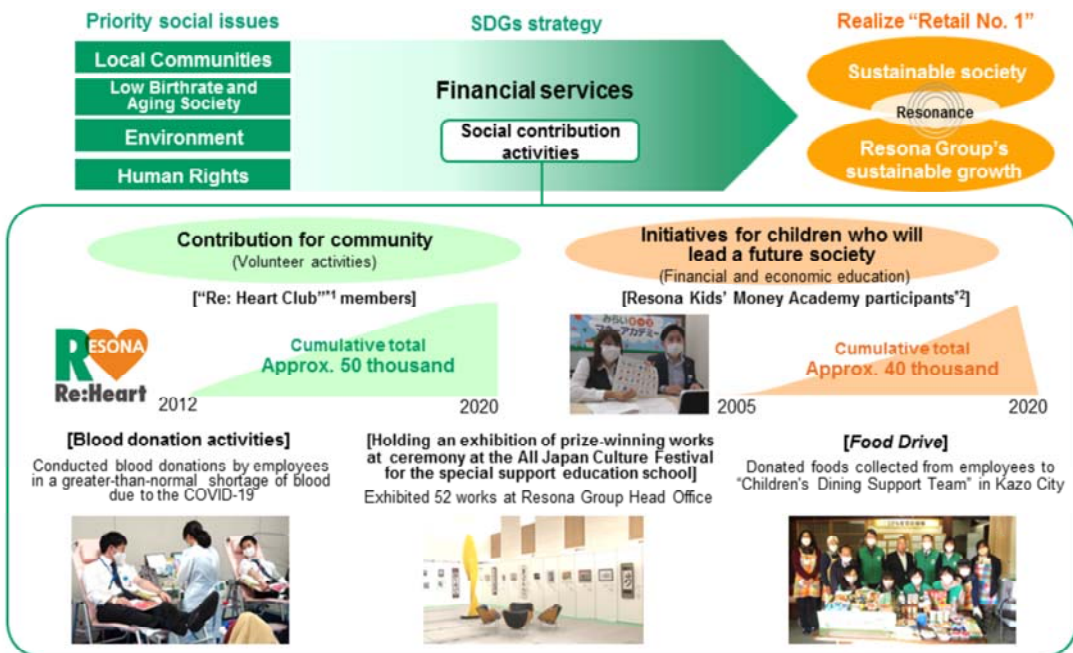 Priority social issues
SDGs strategy
Realize “Retail No. 1”
Local Communities
Low Birthrate and
Aging Society
Environment
Human Rights
Financial services
Social contribution
activities
Sustainable society
Resonance
Resona Group’s
sustainable growth
Contribution for community
(Volunteer activities)
Initiatives for children who will
lead a future society
(Financial and economic education)
[“Re: Heart Club”*1 members]
[Resona Kids’ Money Academy participants*2]
RESONA
Re:Heart
Cumulative total
Approx. 50 thousand
2012
2020
Cumulative total
Approx. 40 thousand
2005
2020
[Blood donation activities]
Conducted blood donations by employees
in a greater-than-normal shortage of blood
due to the COVID-19
[Holding an exhibition of prize-winning works
at ceremony at the All Japan Culture Festival
for the special support education school]
Exhibited 52 works at Resona Group Head Office
[Food Drive]
Donated foods collected from employees to
“Children’s Dining Support Team” in Kazo City